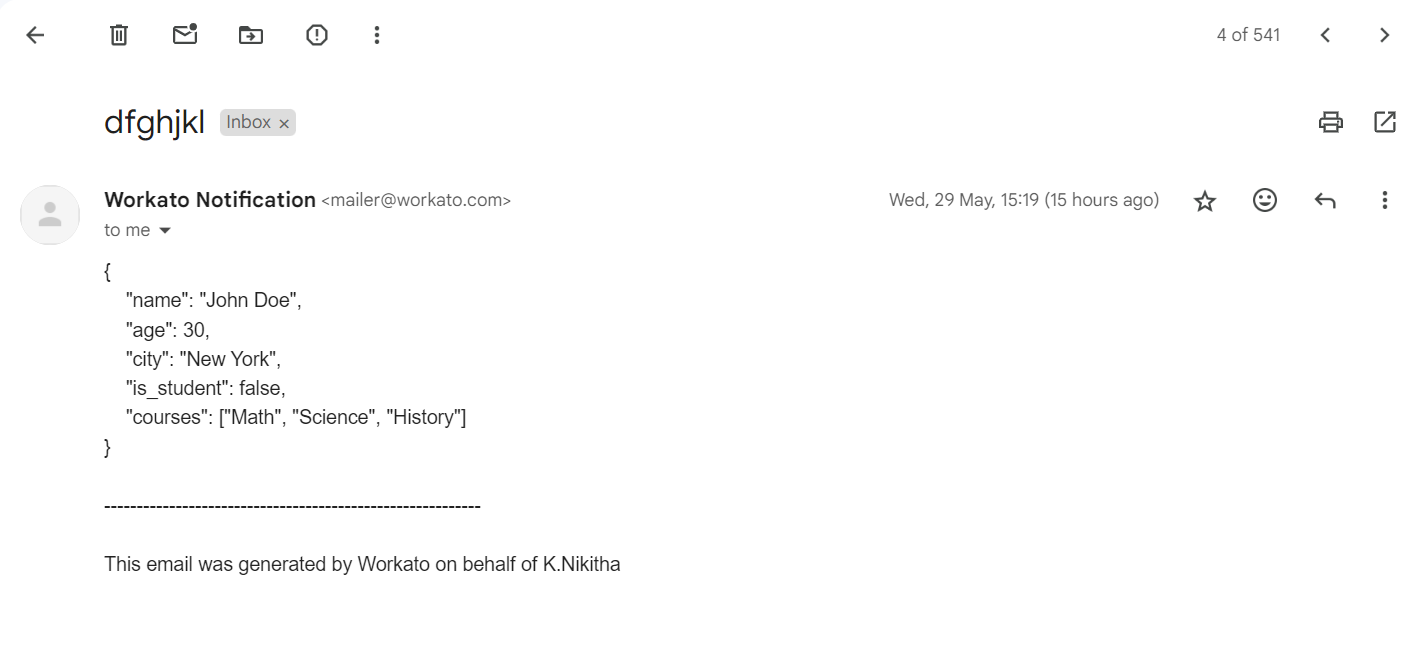 4 of 541
dfghjkl Inbox ×
Workato Notification <mailer@workato.com> Wed, 29 May, 15:19 (15 hours ago)
to me
{
"name": "John Doe",
"age": 30,
"city": "New York",
"is_student": false,
"courses": ["Math", "Science", "History"]
}
----------------------------------------------------------
This email was generated by Workato on behalf of K.Nikitha